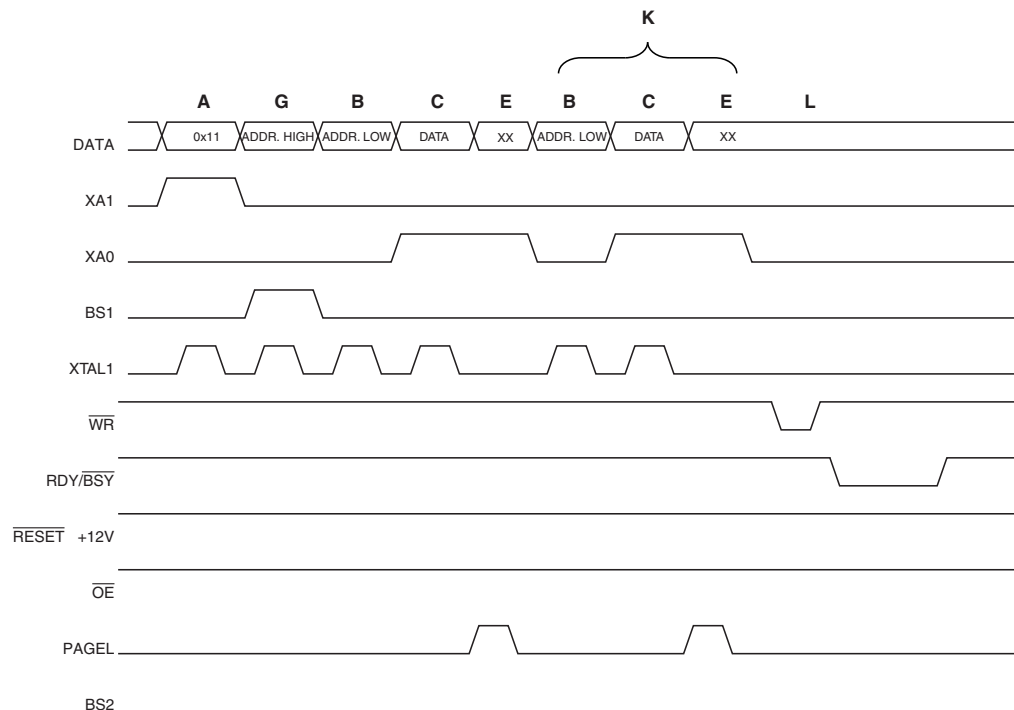 K
A G B C E B C E L
DATA 0x11 ADDR. HIGH ADDR. LOW DATA XX ADDR. LOW DATA XX
XA1
XA0
BS1
XTAL1
WR
RDY/BSY
RESET +12V
OE
PAGEL
BS2